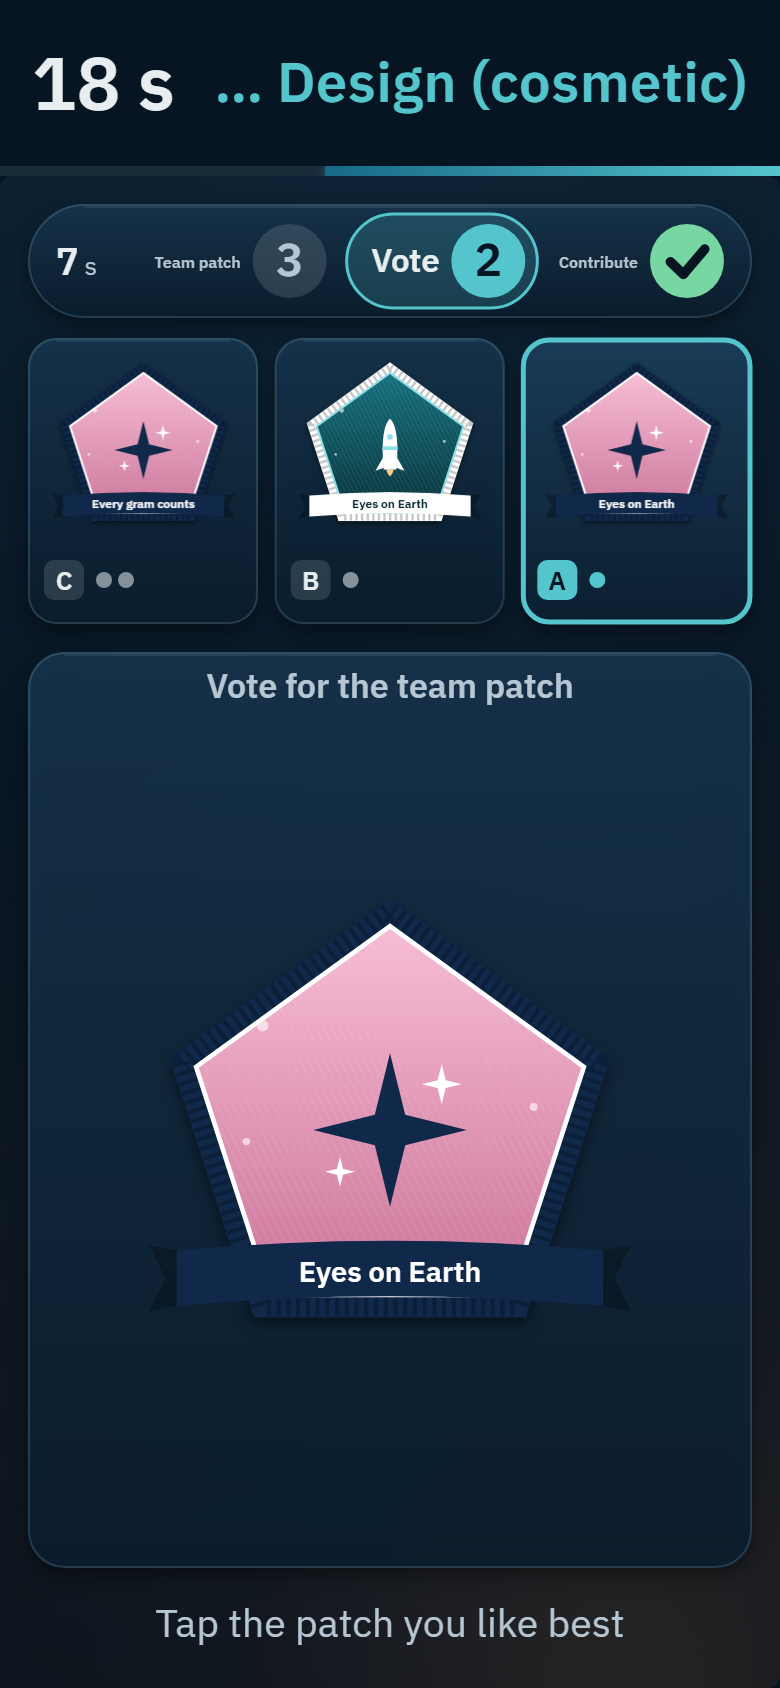 18 s ... Design (cosmetic)
7 s Team patch 3 Vote 2 Contribute
Every gram counts
Eyes on Earth
Eyes on Earth
C
B
A
Vote for the team patch
Eyes on Earth
Tap the patch you like best